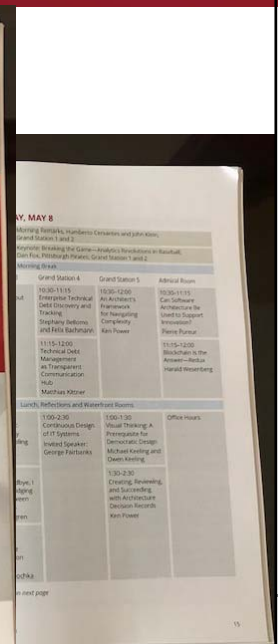 AY, MAY 8
Morning Remarks, Humberto Cervantes and John Klein,
Grand Station 1 and 2
Keynote: Breaking the Game—Analytics Revolutions in Baseball,
Dan Fox, Pittsburgh Pirates, Grand Station 1 and 2
Morning Break
Grand Station 4
Grand Station 5
Admiral Room
out
10:30–11:15
Enterprise Technical
Debt Discovery and
Tracking
Stephany Bellomo
and Felix Bachmann
10:30–12:00
An Architect's
Framework
for Navigating
Complexity
Ken Power
10:30–11:15
Can Software
Architecture Be
Used to Support
Innovation?
Pierre Pureur
11:15–12:00
Technical Debt
Management
as Transparent
Communication
Hub
Matthias Kittner
11:15–12:00
Blockchain Is the
Answer—Redux
Harald Wesenberg
Lunch, Reflections and Waterfront Rooms
y
ding
1:00–2:30
Continuous Design
of IT Systems
Invited Speaker:
George Fairbanks
1:00–1:30
Visual Thinking: A
Prerequisite for
Democratic Design
Michael Keeling and
Owen Keeling
Office Hours
dbye, I
dging
ween
gren
1:30–2:30
Creating, Reviewing,
and Succeeding
with Architecture
Decision Records
Ken Power
y
on
oschka
n next page
15